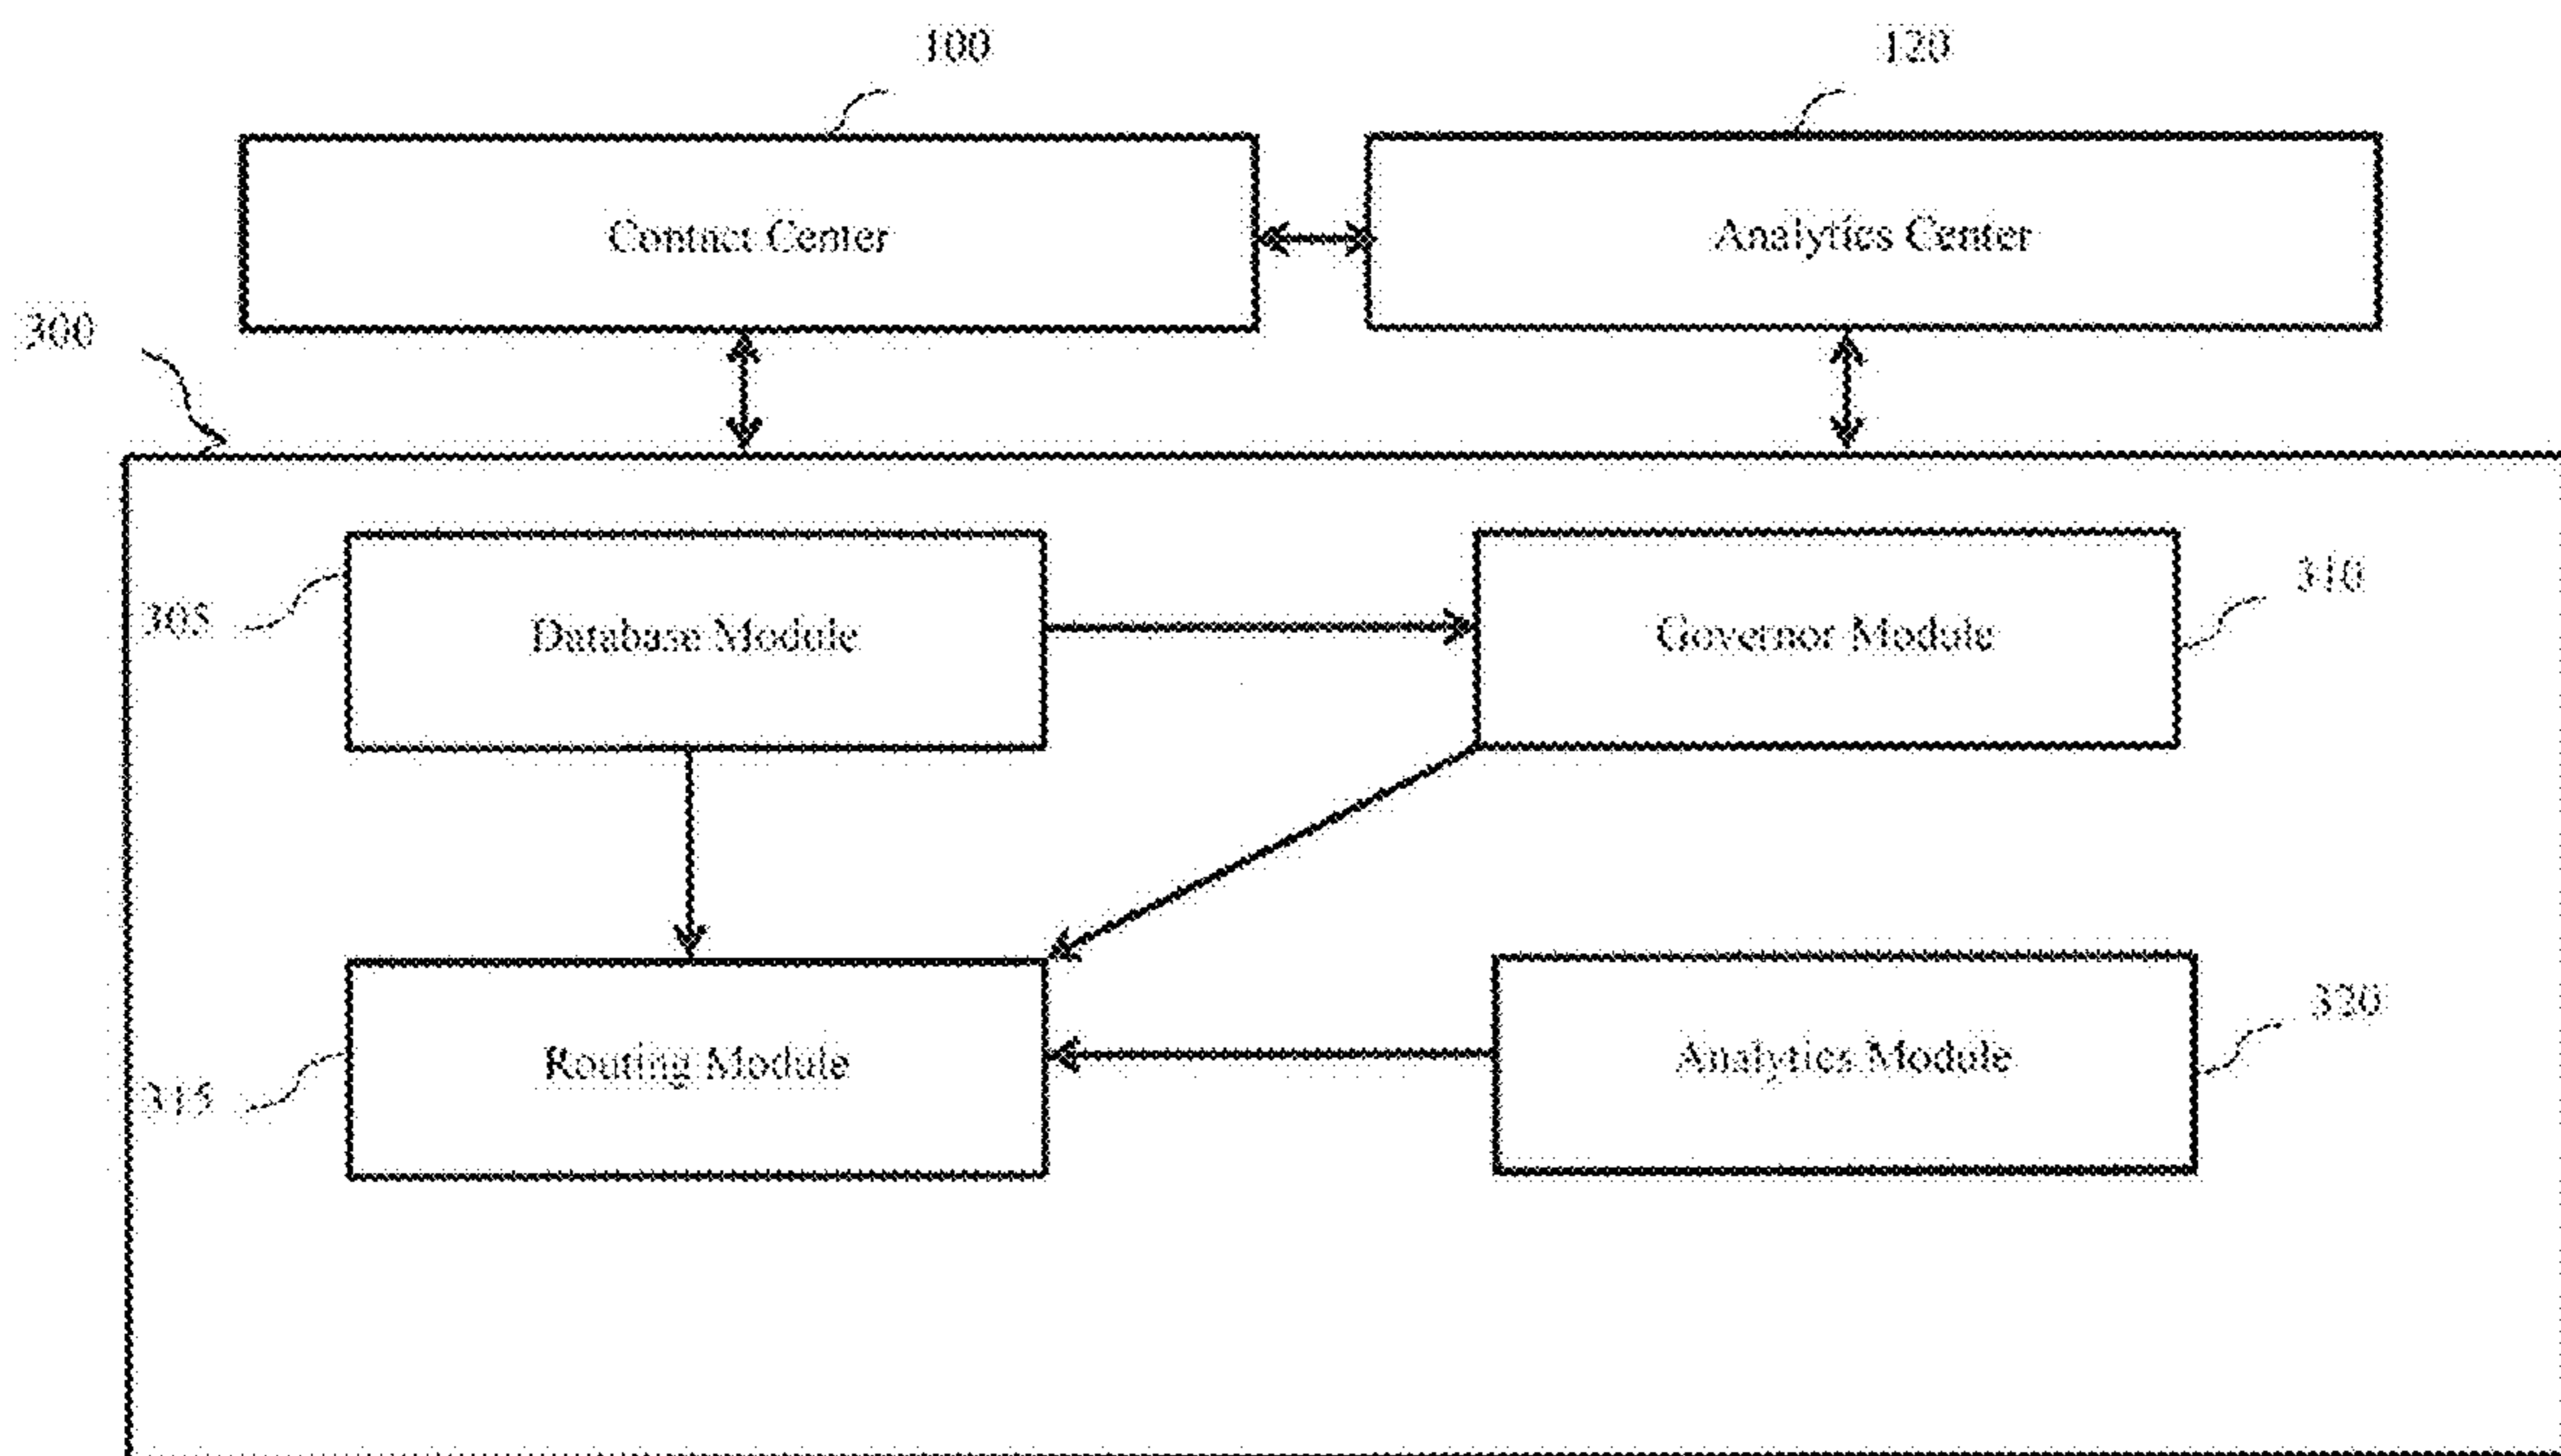 100
120
Contact Center
Analytics Center
300
305
Database Module
Governor Module
310
315
Routing Module
Analytics Module
320